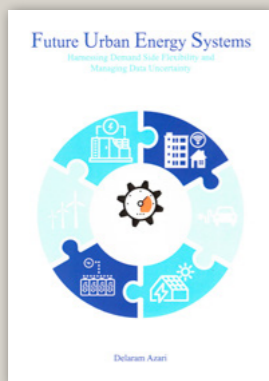 Future Urban Energy Systems
Harnessing Demand Side Flexibility and
Managing Data Uncertainty
Delaram Azari